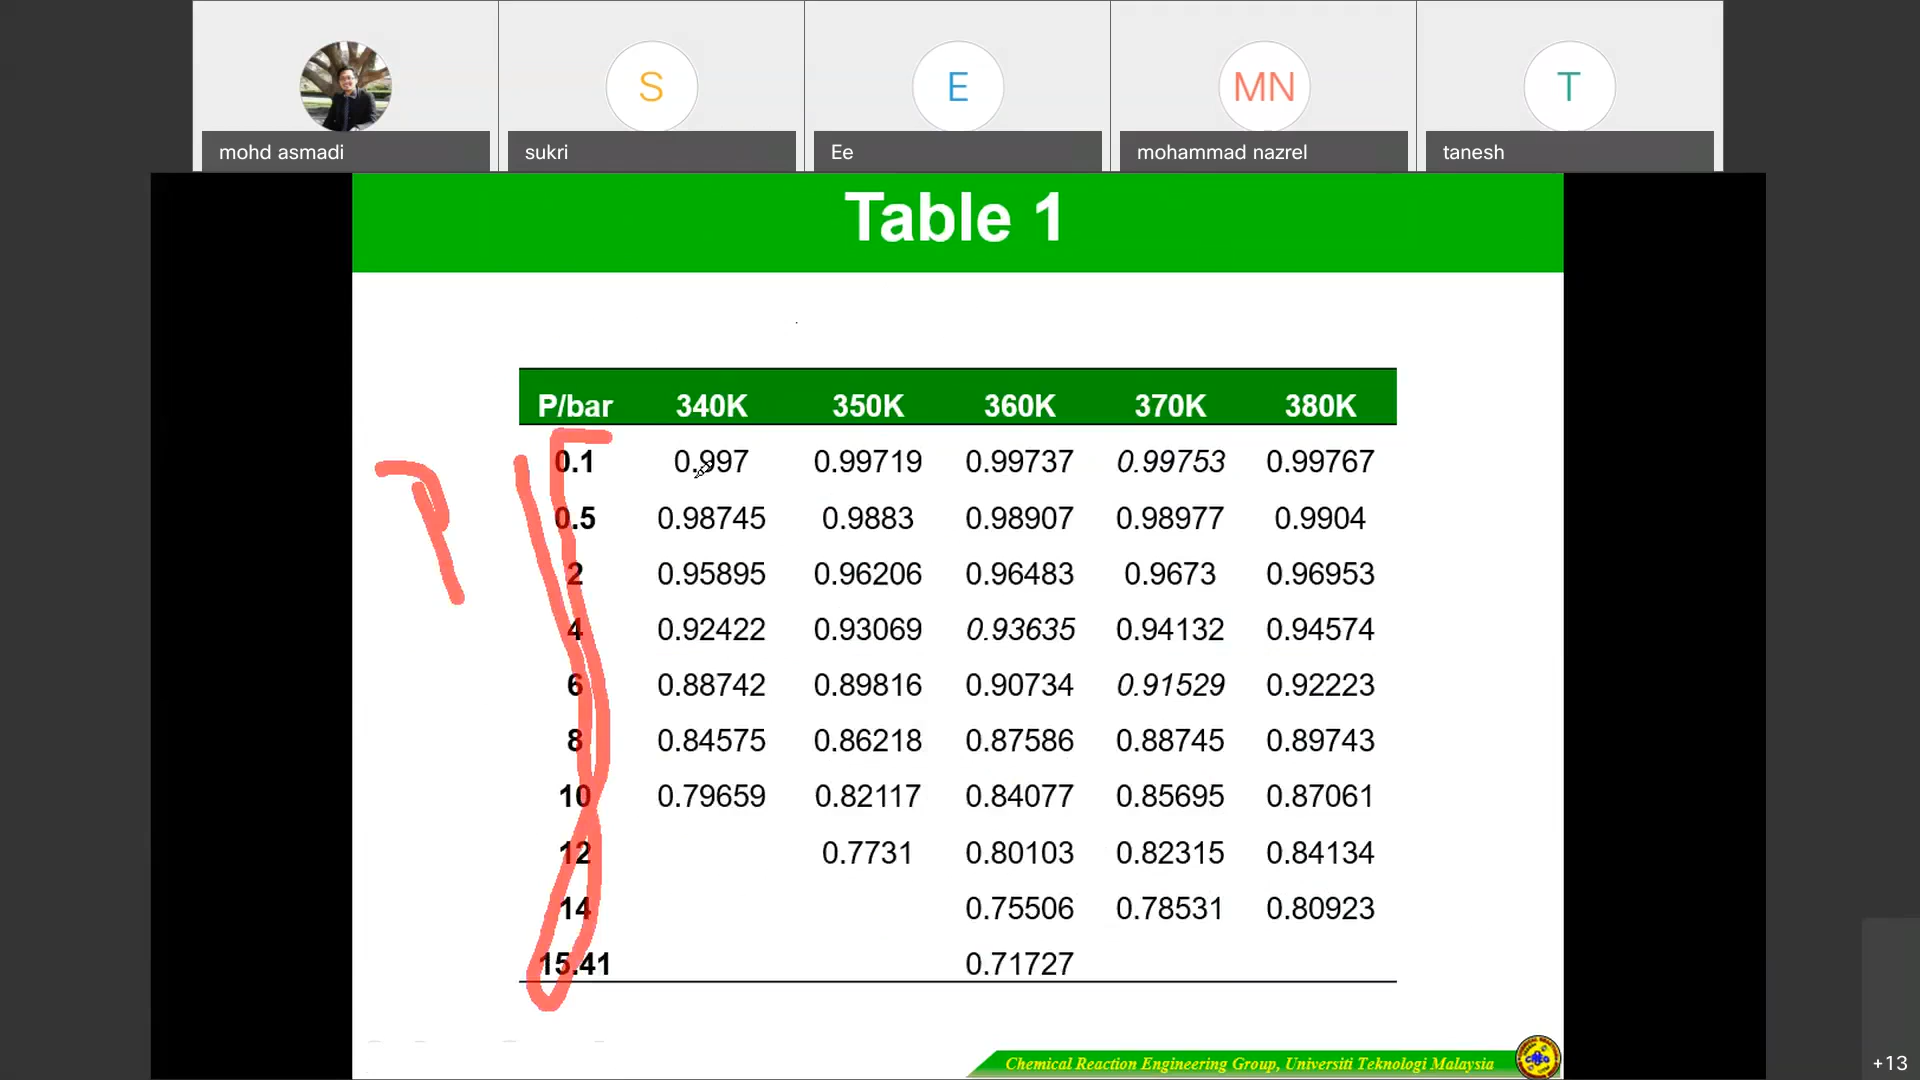 S E MN T
mohd asmadi sukri Ee mohammad nazrel tanesh
Table 1
P/bar 340K 350K 360K 370K 380K
0.1 0.997 0.99719 0.99737 0.99753 0.99767
0.5 0.98745 0.9883 0.98907 0.98977 0.9904
2 0.95895 0.96206 0.96483 0.9673 0.96953
4 0.92422 0.93069 0.93635 0.94132 0.94574
6 0.88742 0.89816 0.90734 0.91529 0.92223
8 0.84575 0.86218 0.87586 0.88745 0.89743
10 0.79659 0.82117 0.84077 0.85695 0.87061
12 0.7731 0.80103 0.82315 0.84134
14 0.75506 0.78531 0.80923
15.41 0.71727
Chemical Reaction Engineering Group, Universiti Teknologi Malaysia
+13